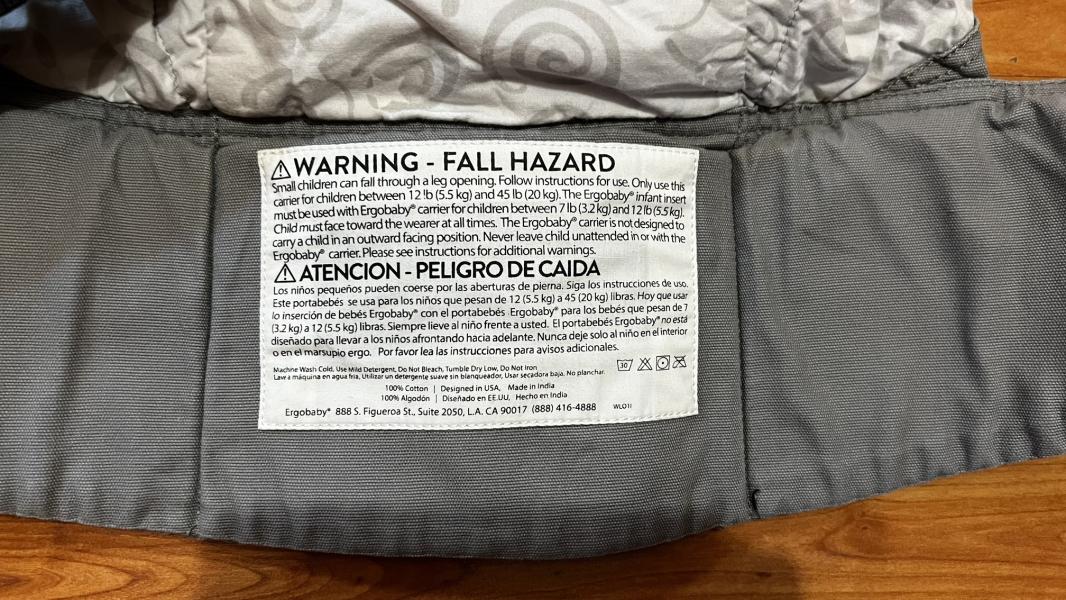 ⚠ WARNING - FALL HAZARD
Small children can fall through a leg opening. Follow instructions for use. Only use this
carrier for children between 12 lb (5.5 kg) and 45 lb (20 kg). The Ergobaby® infant insert
must be used with Ergobaby® carrier for children between 7 lb (3.2 kg) and 12 lb (5.5 kg).
Child must face toward the wearer at all times. The Ergobaby® carrier is not designed to
carry a child in an outward facing position. Never leave child unattended in or with the
Ergobaby® carrier. Please see instructions for additional warnings.
⚠ ATENCION - PELIGRO DE CAIDA
Los niños pequeños pueden coerse por las aberturas de pierna. Siga los instrucciones de uso.
Este portabebés se usa para los niños que pesan de 12 (5.5 kg) a 45 (20 kg) libras. Hoy que usar
lo inserción de bebés Ergobaby® con el portabebés Ergobaby® para los bebés que pesan de 7
(3.2 kg) a 12 (5.5 kg) libras. Siempre lieve al niño frente a usted. El portabebés Ergobaby® no está
diseñado para llevar a los niños afrontando hacia adelante. Nunca deje solo al niño en el interior
o en el marsupio ergo. Por favor lea las instrucciones para avisos adicionales.
Machine Wash Cold, Use Mild Detergent, Do Not Bleach, Tumble Dry Low, Do Not Iron
Lave a máquina en agua fria, Utilizar un detergente suave sin blanqueador, Usar secadora baja, No planchar.
30°
100% Cotton | Designed in USA, Made in India
100% Algodón | Diseñado en EE.UU, Hecho en India
Ergobaby® 888 S. Figueroa St., Suite 2050, L.A. CA 90017 (888) 416-4888 WLO11